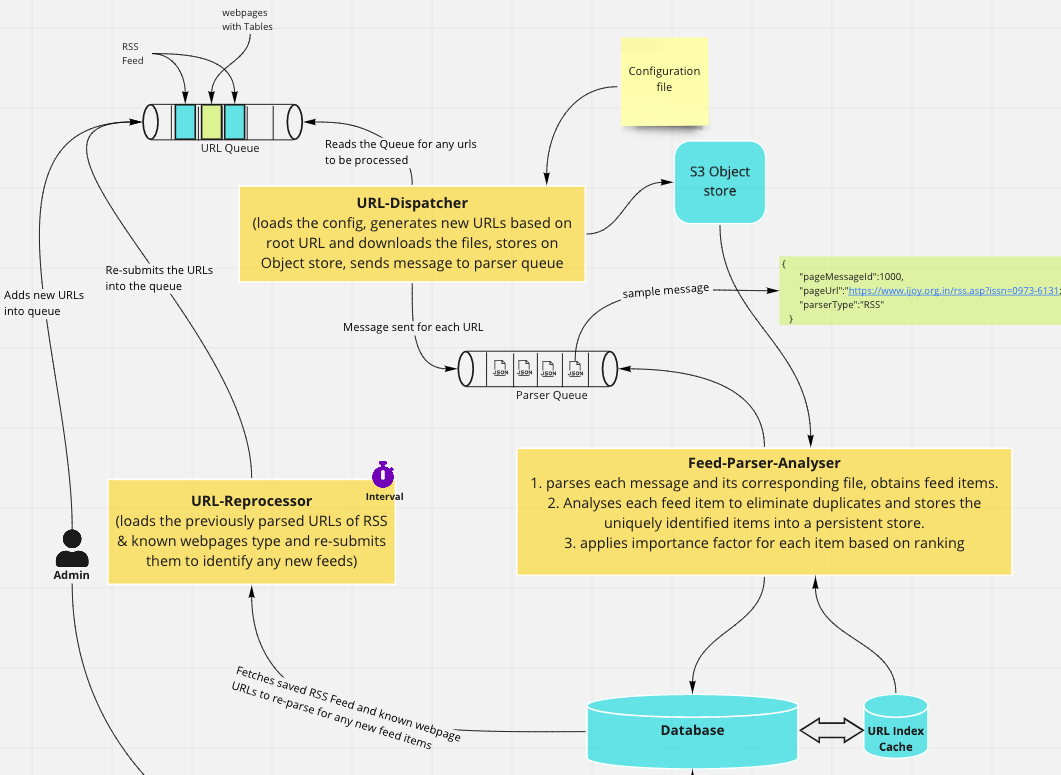 webpages
with Tables
RSS
Feed
URL Queue
Reads the Queue for any urls
to be processed
Configuration
file
S3 Object
store
URL-Dispatcher
(loads the config, generates new URLs based on
root URL and downloads the files, stores on
Object store, sends message to parser queue
Re-submits the URLs
into the queue
Adds new URLs
into queue
Message sent for each URL
sample message
{
"pageMessageId":1000,
"pageUrl":"https://www.ijoy.org.in/rss.asp?issn=0973-6131;
"parserType":"RSS"
}
JSON
JSON
JSON
JSON
Parser Queue
Feed-Parser-Analyser
1. parses each message and its corresponding file, obtains feed items.
2. Analyses each feed item to eliminate duplicates and stores the
uniquely identified items into a persistent store.
3. applies importance factor for each item based on ranking
Interval
URL-Reprocessor
(loads the previously parsed URLs of RSS
& known webpages type and re-submits
them to identify any new feeds)
Admin
Fetches saved RSS Feed and known webpage
URLs to re-parse for any new feed items
Database
URL Index
Cache